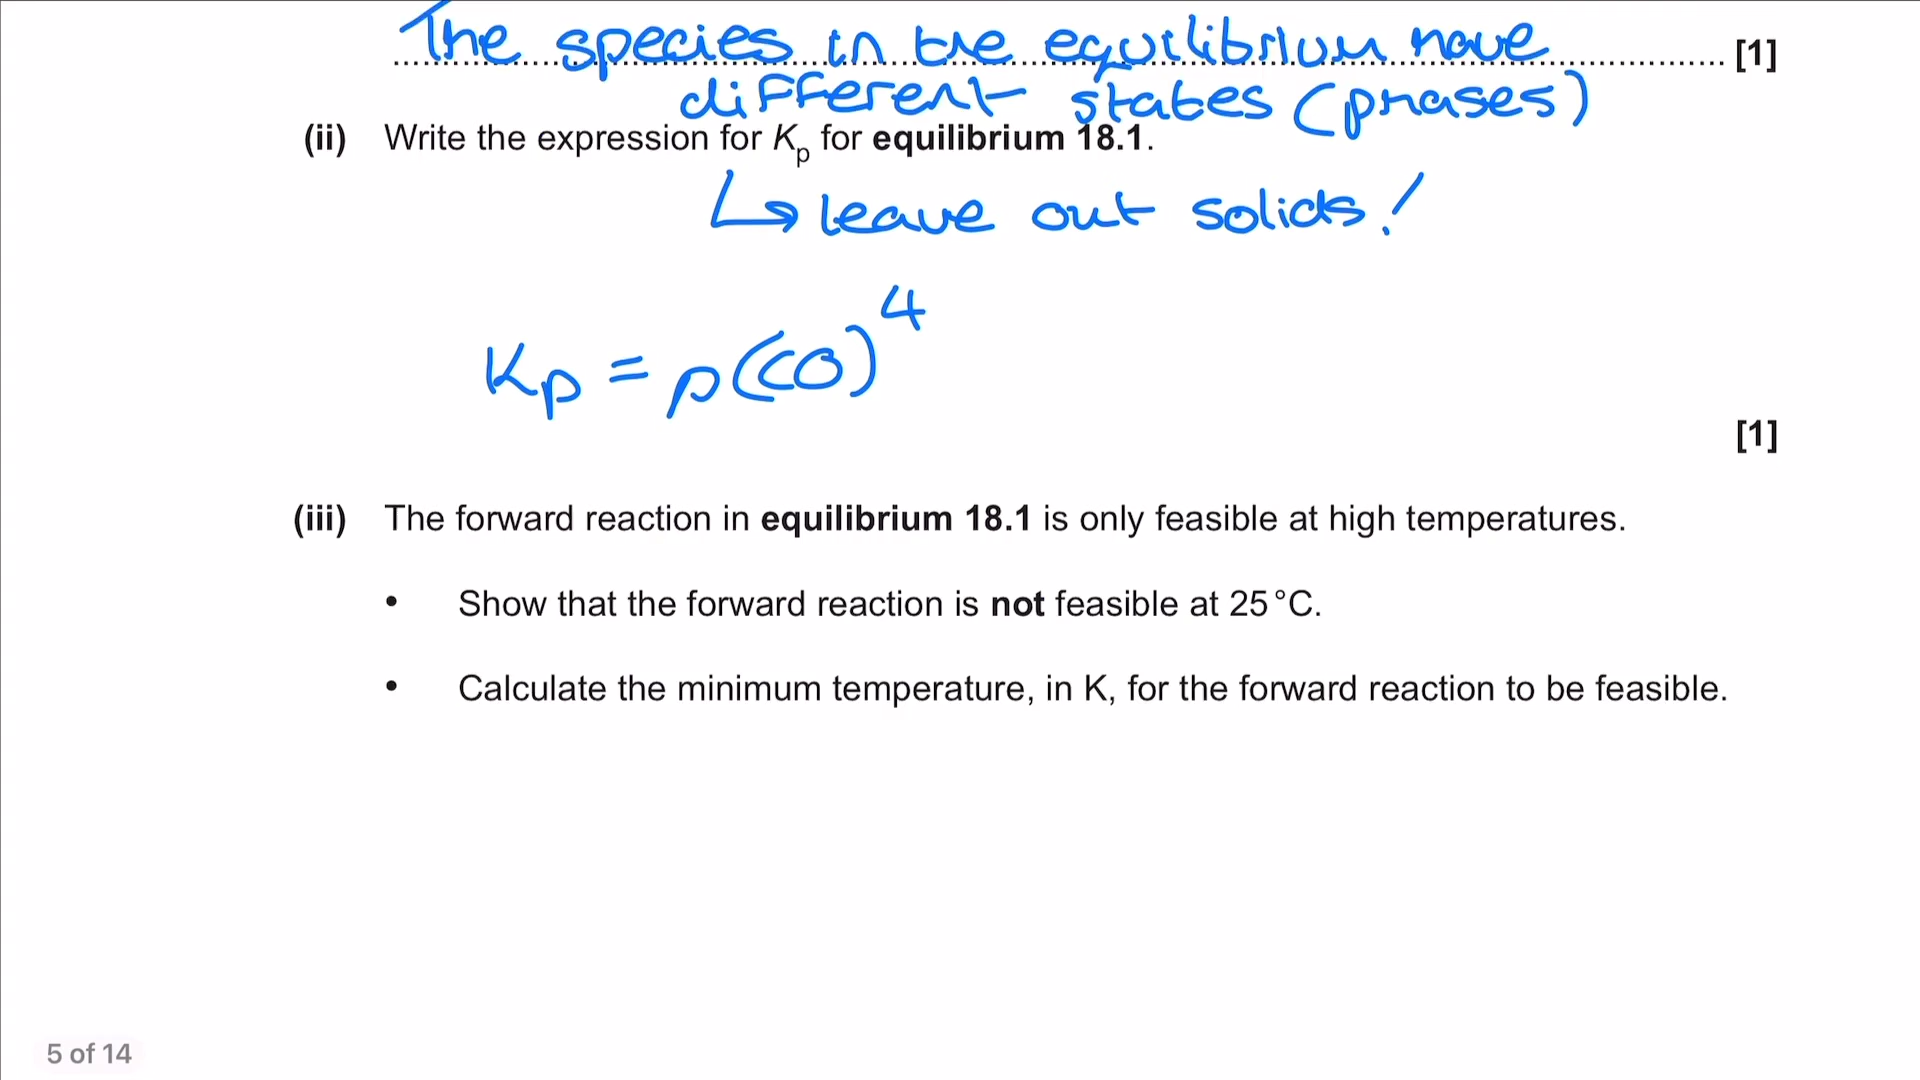 The species in the equilibrium have [1]
different states (phases)
(ii) Write the expression for Kp for equilibrium 18.1.
↳ leave out solids!
Kp = p(CO)⁴
[1]
(iii) The forward reaction in equilibrium 18.1 is only feasible at high temperatures.
• Show that the forward reaction is not feasible at 25 °C.
• Calculate the minimum temperature, in K, for the forward reaction to be feasible.
5 of 14